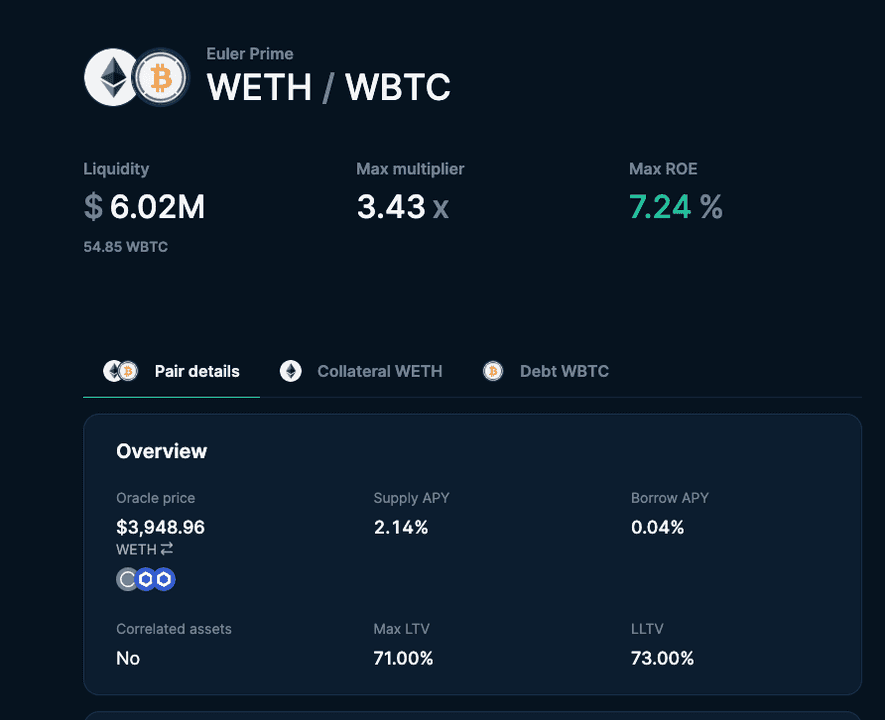 Euler Prime
WETH / WBTC
Liquidity
Max multiplier
Max ROE
$ 6.02M
3.43 x
7.24 %
54.85 WBTC
Pair details
Collateral WETH
Debt WBTC
Overview
Oracle price
Supply APY
Borrow APY
$3,948.96
2.14%
0.04%
WETH ⇄
Correlated assets
Max LTV
LLTV
No
71.00%
73.00%